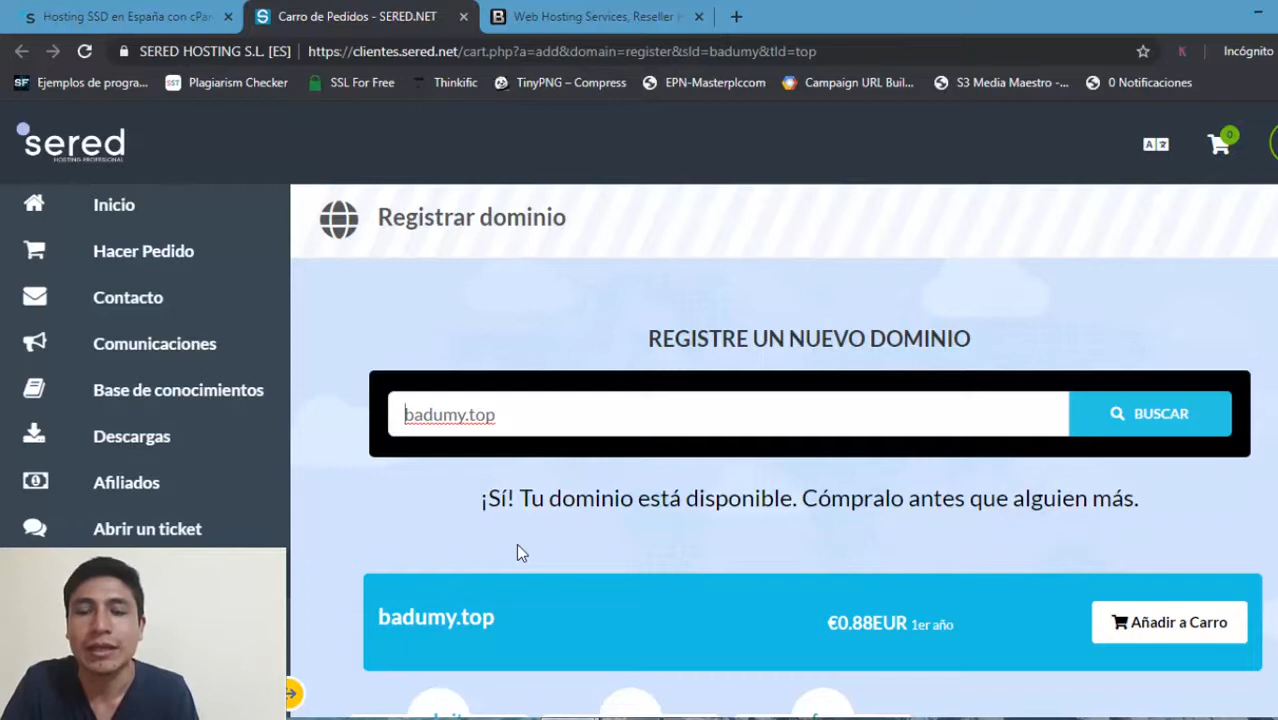 Hosting SSD en España con cPan
Carro de Pedidos - SERED.NET
Web Hosting Services, Reseller
SERED HOSTING S.L. [ES]
https://clientes.sered.net/cart.php?a=add&domain=register&sld=badumy&tld=top
Incógnito
Ejemplos de progra...
Plagiarism Checker
SSL For Free
Thinkific
TinyPNG – Compress
EPN-Masterplccom
Campaign URL Buil...
S3 Media Maestro -...
0 Notificaciones
sered
HOSTING PROFESIONAL
0
Inicio
Hacer Pedido
Contacto
Comunicaciones
Base de conocimientos
Descargas
Afiliados
Abrir un ticket
Registrar dominio
REGISTRE UN NUEVO DOMINIO
badumy.top
BUSCAR
¡Sí! Tu dominio está disponible. Cómpralo antes que alguien más.
badumy.top
€0.88EUR 1er año
Añadir a Carro